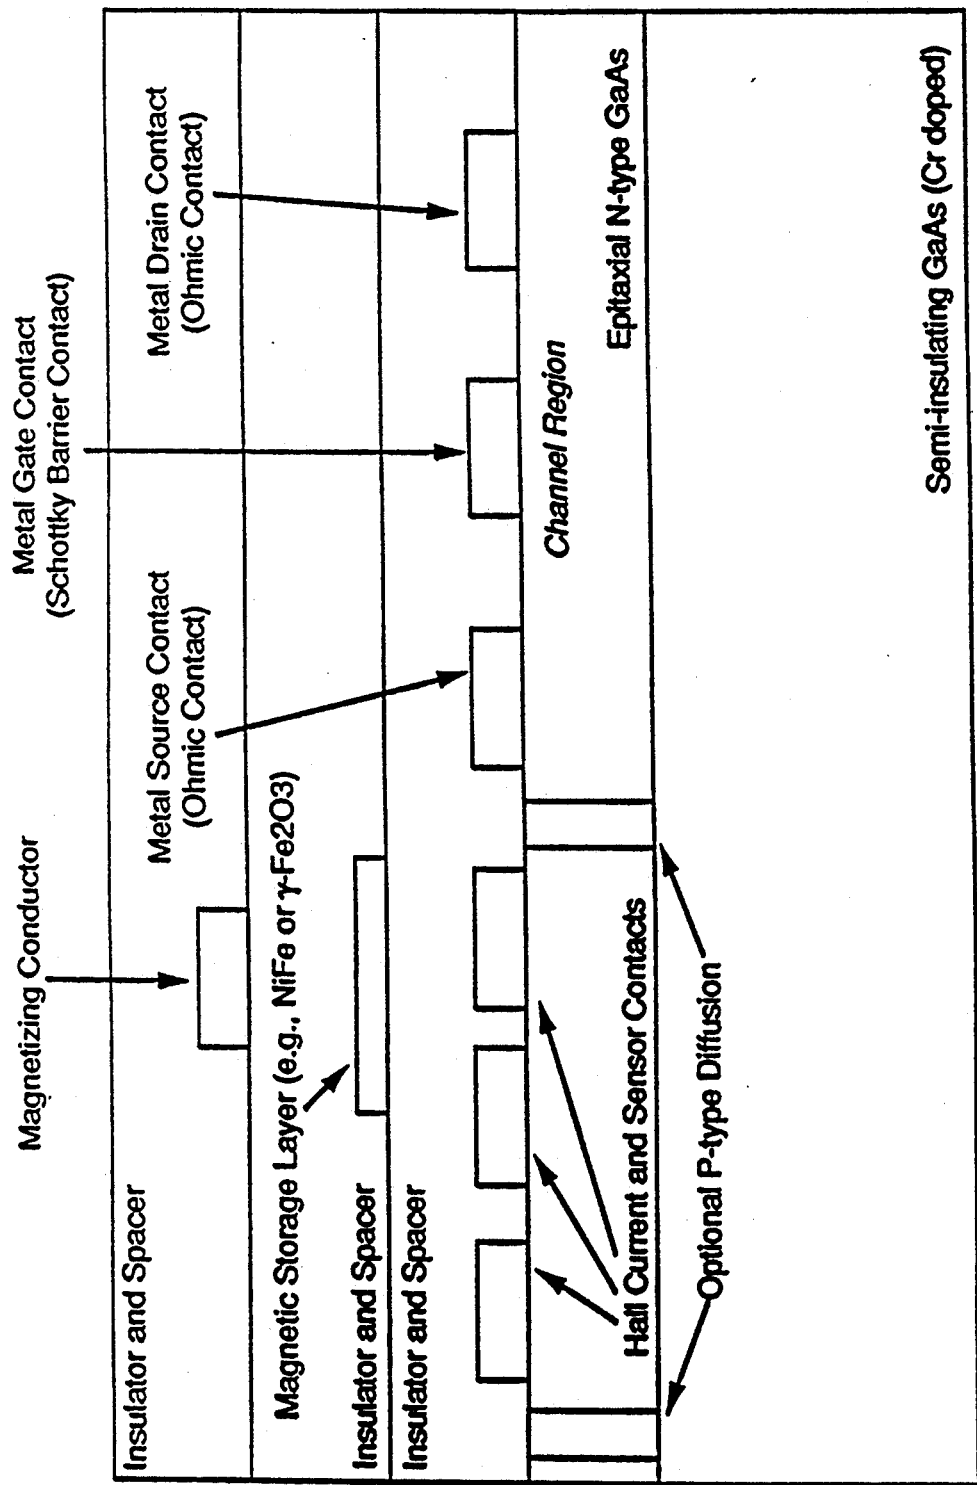 Metal Gate Contact
(Schottky Barrier Contact)
Magnetizing Conductor
Metal Source Contact
(Ohmic Contact)
Metal Drain Contact
(Ohmic Contact)
Insulator and Spacer
Magnetic Storage Layer (e.g., NiFe or γ-Fe2O3)
Insulator and Spacer
Insulator and Spacer
Channel Region
Epitaxial N-type GaAs
Hall Current and Sensor Contacts
Optional P-type Diffusion
Semi-insulating GaAs (Cr doped)